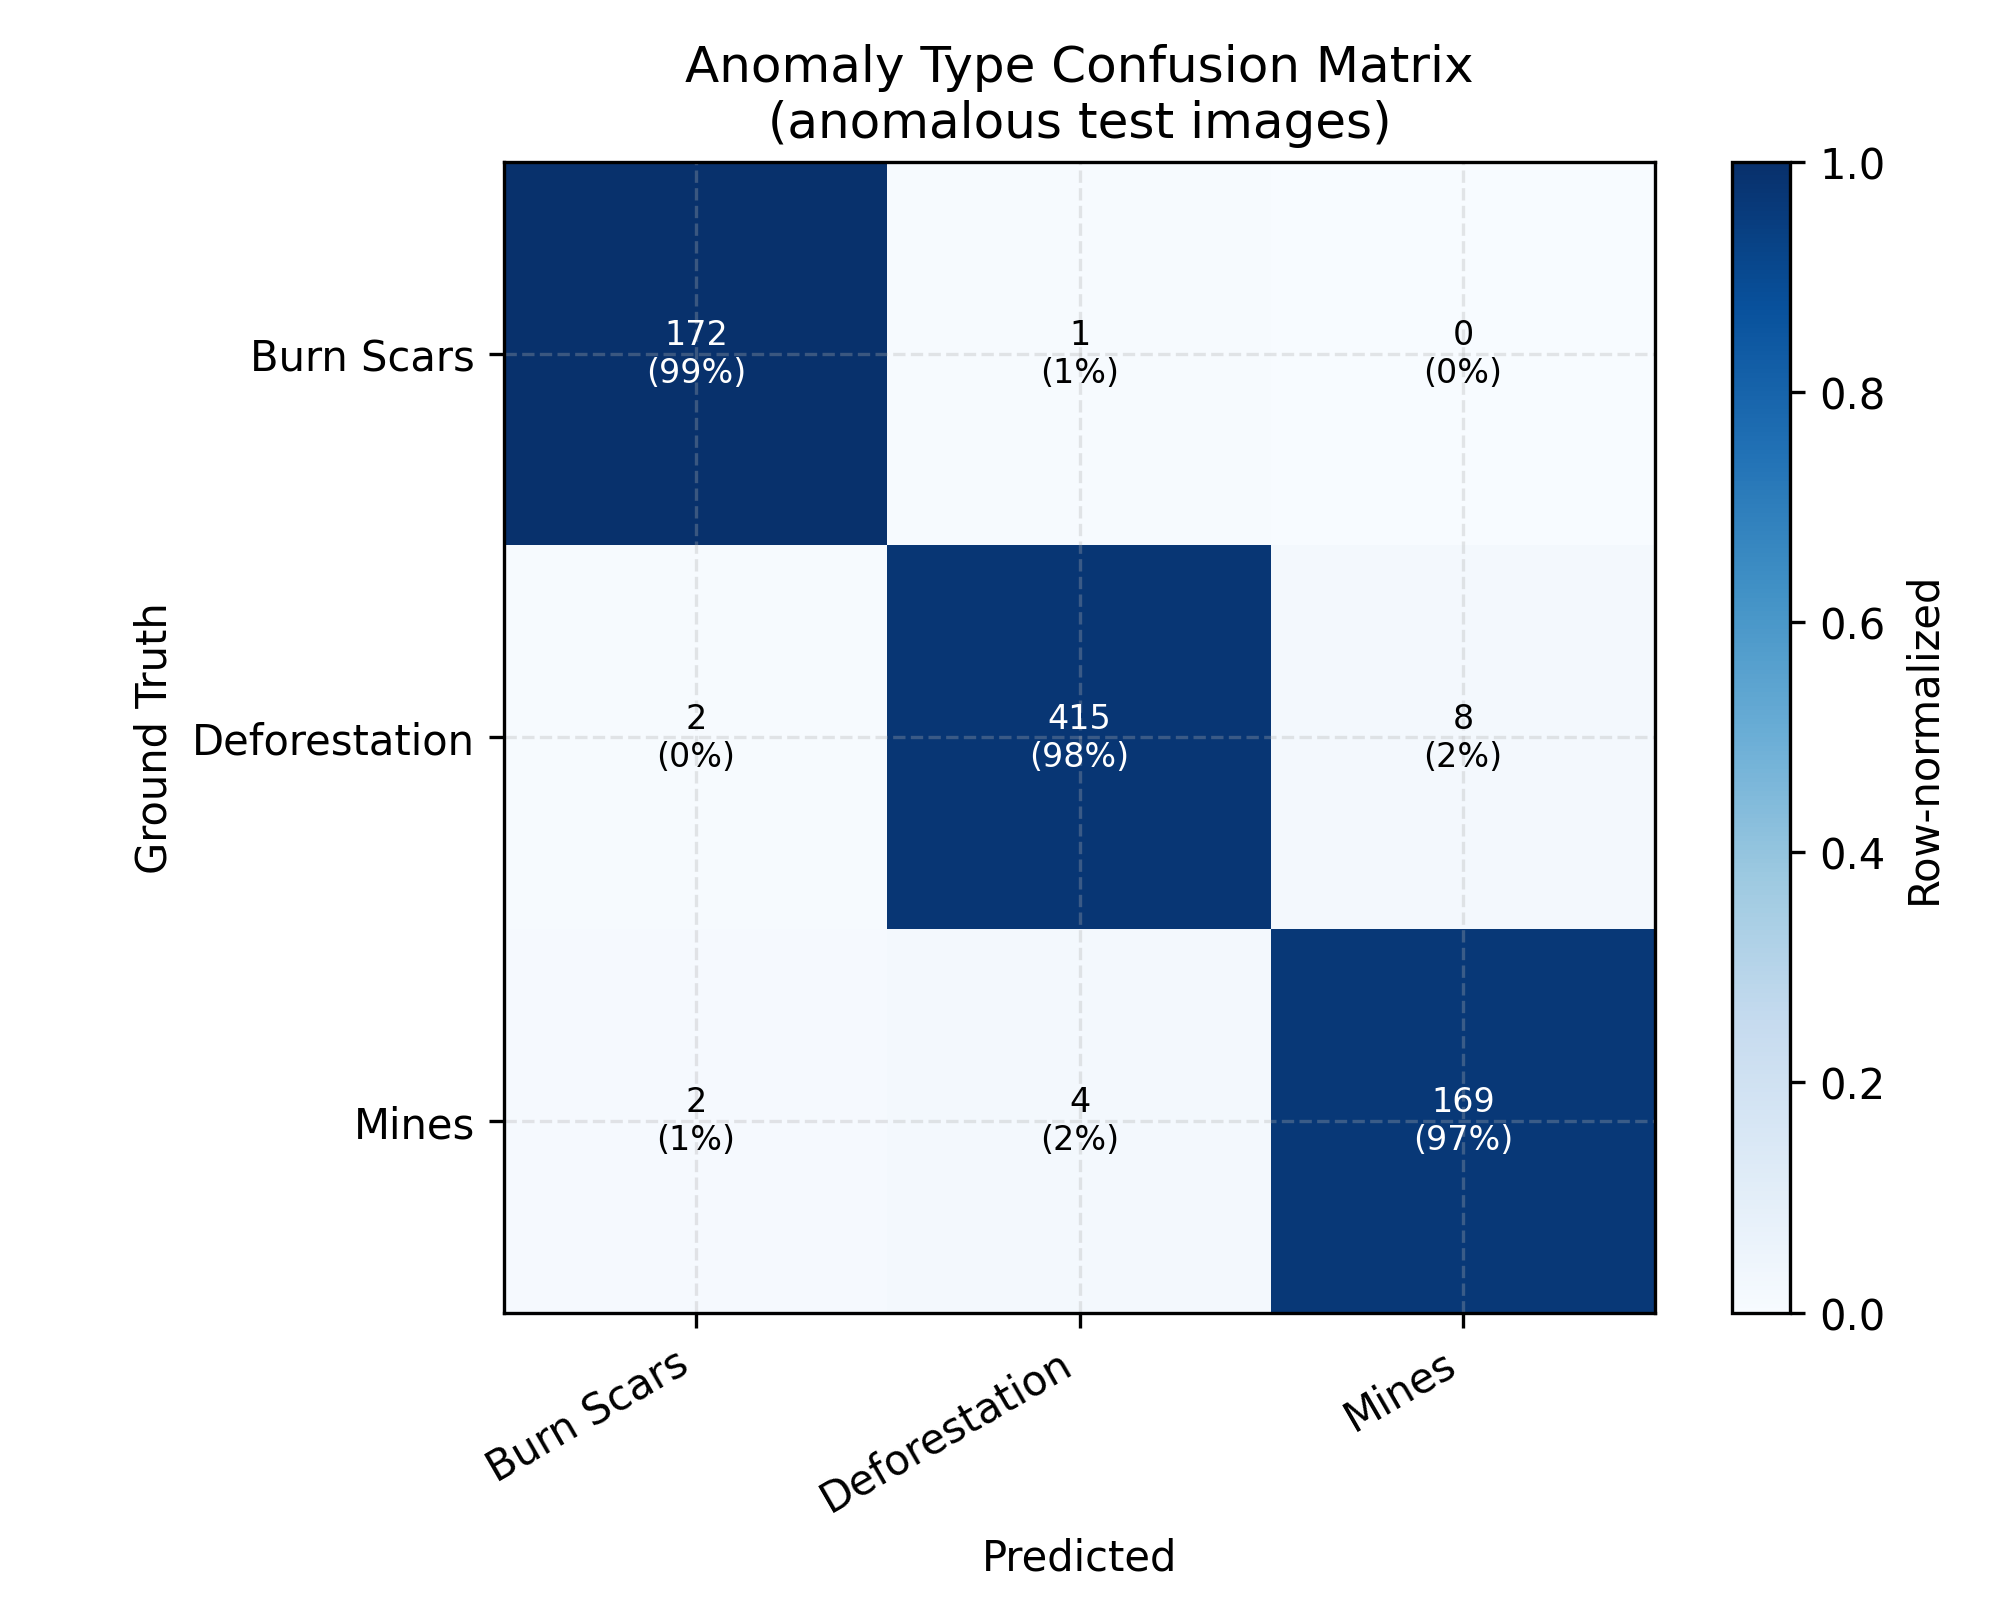 Anomaly Type Confusion Matrix
(anomalous test images)
Ground Truth
Burn Scars
172
(99%)
1
(1%)
0
(0%)
Deforestation
2
(0%)
415
(98%)
8
(2%)
Mines
2
(1%)
4
(2%)
169
(97%)
Burn Scars
Deforestation
Mines
Predicted
1.0
0.8
0.6
0.4
0.2
0.0
Row-normalized